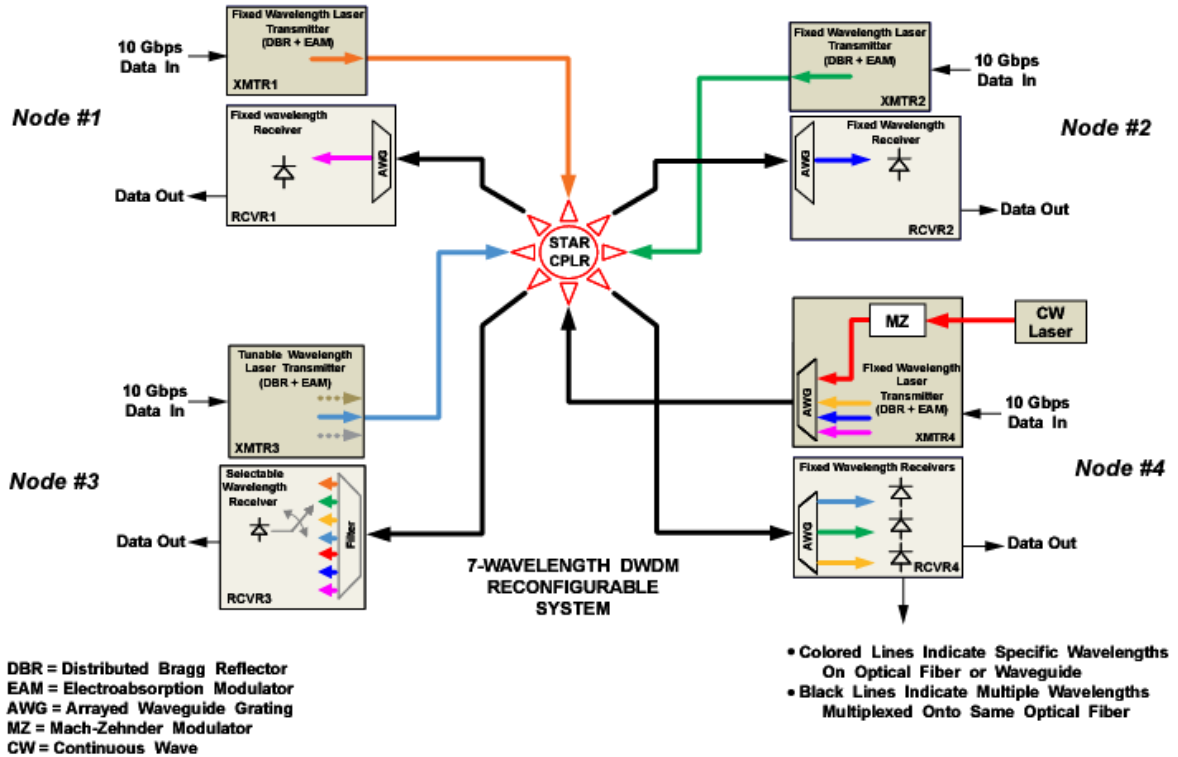 Fixed Wavelength Laser
Transmitter
(DBR + EAM)
10 Gbps
Data In
XMTR1
Node #1
Fixed wavelength
Receiver
AWG
Data Out
RCVR1
Fixed Wavelength Laser
Transmitter
(DBR + EAM)
10 Gbps
Data In
XMTR2
Node #2
Fixed Wavelength
Receiver
AWG
Data Out
RCVR2
STAR
CPLR
Tunable Wavelength
Laser Transmitter
(DBR + EAM)
10 Gbps
Data In
XMTR3
Node #3
Selectable
Wavelength
Receiver
Filter
Data Out
RCVR3
MZ
CW
Laser
Fixed Wavelength
Laser
Transmitter
(DBR + EAM)
AWG
10 Gbps
Data In
XMTR4
Node #4
Fixed Wavelength Receivers
AWG
Data Out
RCVR4
7-WAVELENGTH DWDM
RECONFIGURABLE
SYSTEM
DBR = Distributed Bragg Reflector
EAM = Electroabsorption Modulator
AWG = Arrayed Waveguide Grating
MZ = Mach-Zehnder Modulator
CW = Continuous Wave
• Colored Lines Indicate Specific Wavelengths
On Optical Fiber or Waveguide
• Black Lines Indicate Multiple Wavelengths
Multiplexed Onto Same Optical Fiber